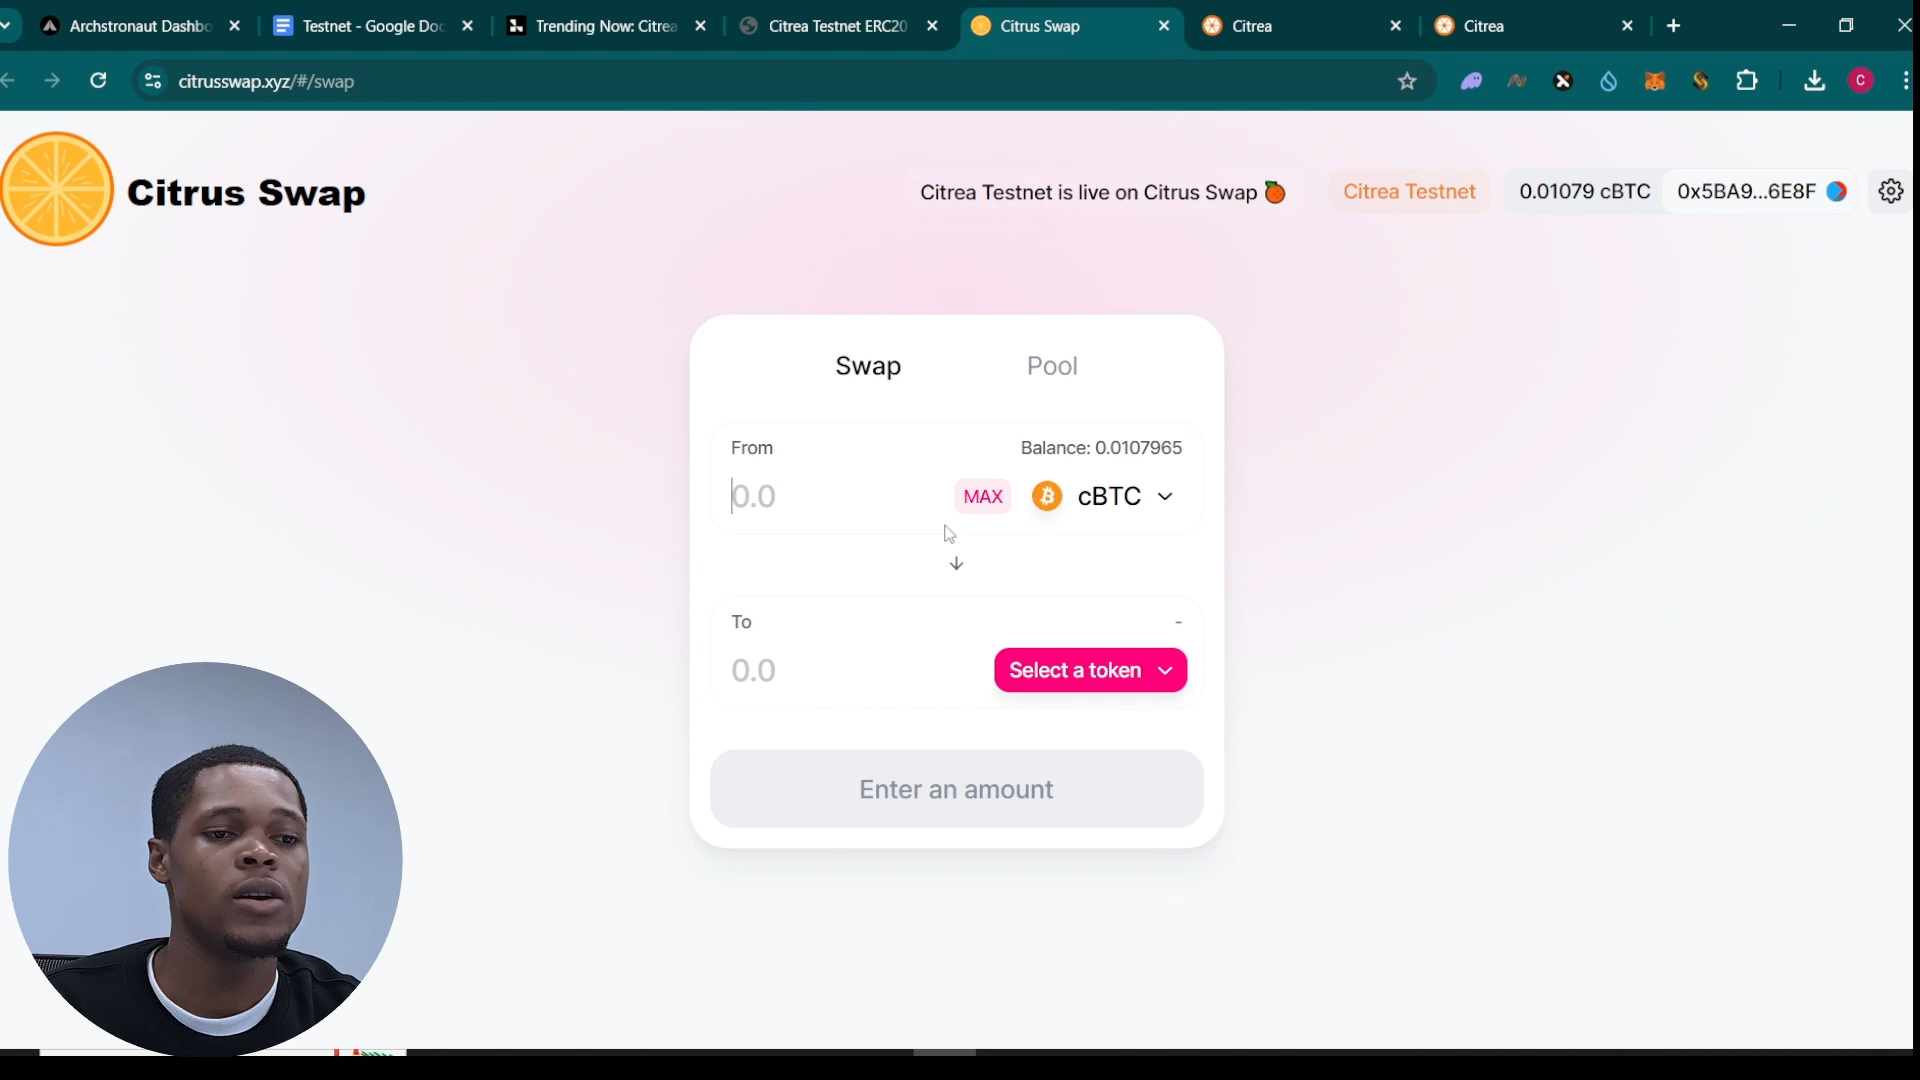 Archstronaut Dashbo
Testnet - Google Doc
Trending Now: Citrea
Citrea Testnet ERC20
Citrus Swap
Citrea
Citrea
citrusswap.xyz/#/swap
C
Citrus Swap
Citrea Testnet is live on Citrus Swap
Citrea Testnet
0.01079 cBTC
0x5BA9...6E8F
Swap
Pool
From
Balance: 0.0107965
0.0
MAX
cBTC
To
-
0.0
Select a token
Enter an amount